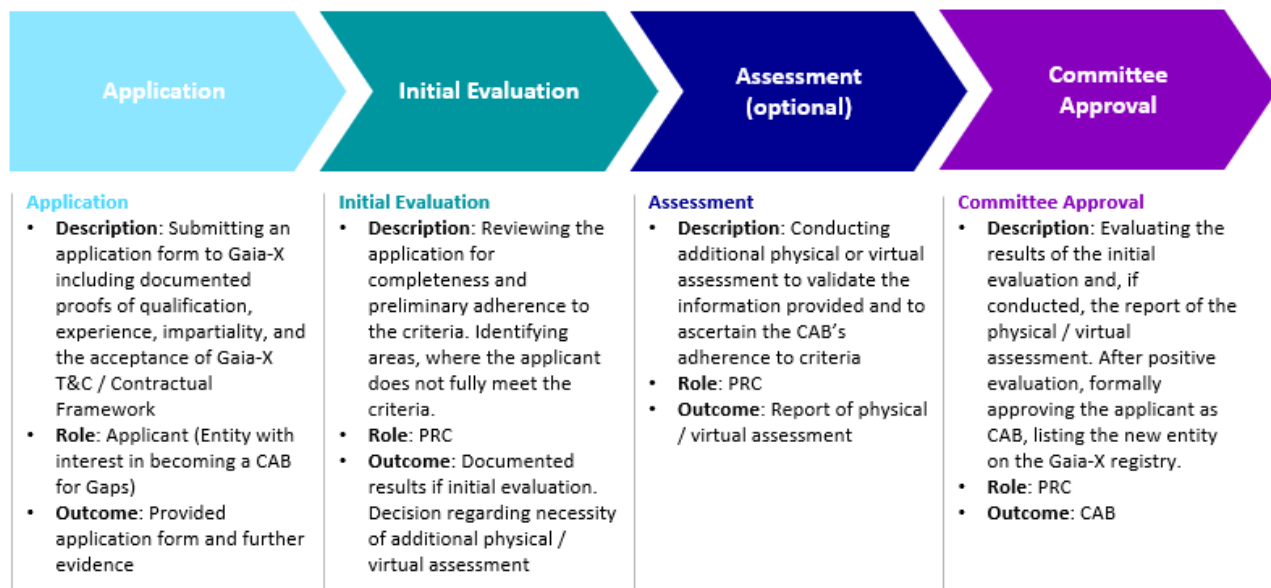 Application
Initial Evaluation
Assessment
(optional)
Committee
Approval
Application
• Description: Submitting an
application form to Gaia-X
including documented
proofs of qualification,
experience, impartiality, and
the acceptance of Gaia-X
T&C / Contractual
Framework
• Role: Applicant (Entity with
interest in becoming a CAB
for Gaps)
• Outcome: Provided
application form and further
evidence
Initial Evaluation
• Description: Reviewing the
application for
completeness and
preliminary adherence to
the criteria. Identifying
areas, where the applicant
does not fully meet the
criteria.
• Role: PRC
• Outcome: Documented
results if initial evaluation.
Decision regarding necessity
of additional physical /
virtual assessment
Assessment
• Description: Conducting
additional physical or virtual
assessment to validate the
information provided and to
ascertain the CAB’s
adherence to criteria
• Role: PRC
• Outcome: Report of physical
/ virtual assessment
Committee Approval
• Description: Evaluating the
results of the initial
evaluation and, if
conducted, the report of the
physical / virtual
assessment. After positive
evaluation, formally
approving the applicant as
CAB, listing the new entity
on the Gaia-X registry.
• Role: PRC
• Outcome: CAB